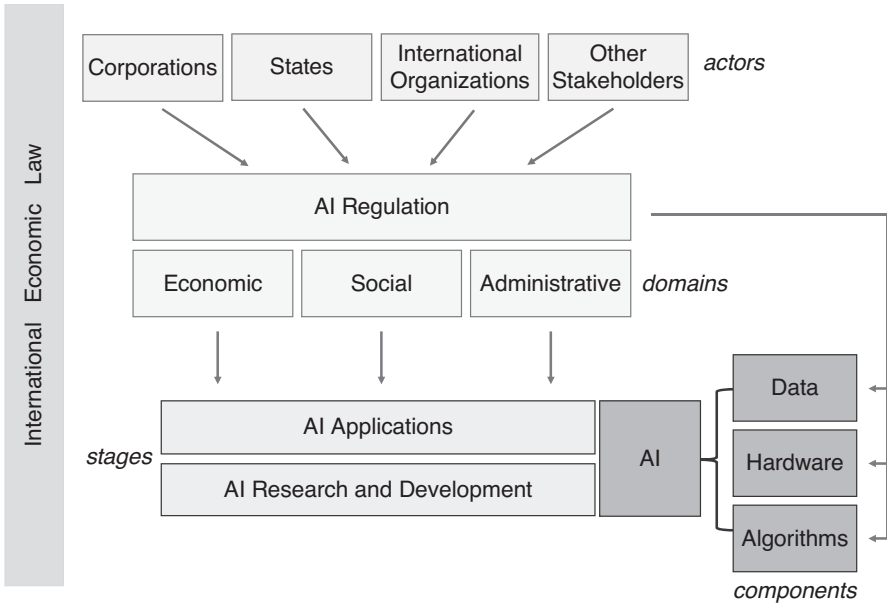 International Economic Law
Corporations
States
International
Organizations
Other
Stakeholders
actors
AI Regulation
Economic
Social
Administrative
domains
stages
AI Applications
AI Research and Development
AI
Data
Hardware
Algorithms
components